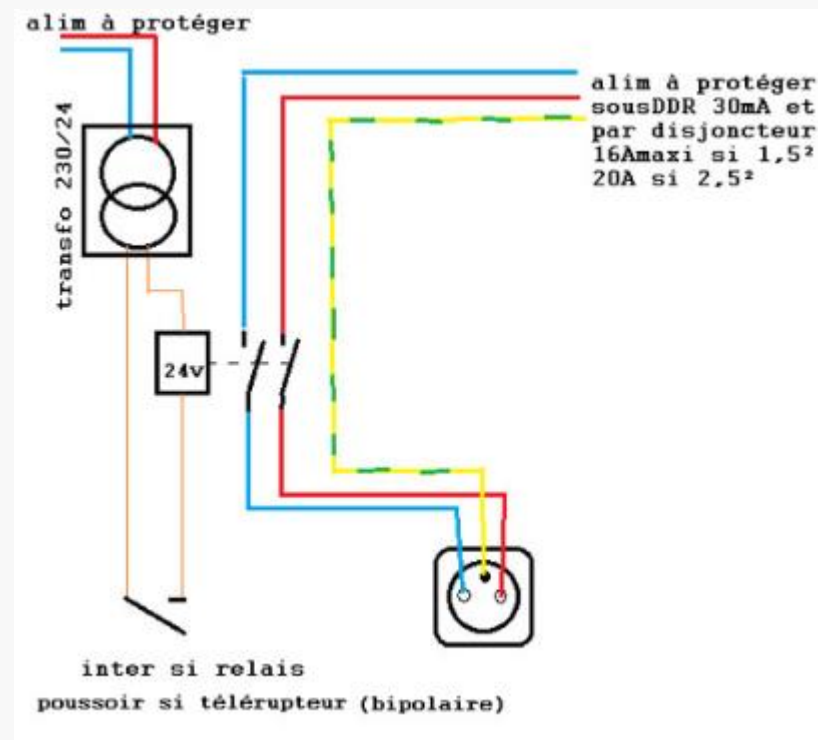 alim à protéger
alim à protéger
sousDDR 30mA et
par disjoncteur
16Amaxi si 1,5²
20A si 2,5²
transfo 230/24
24v
inter si relais
poussoir si télérupteur (bipolaire)